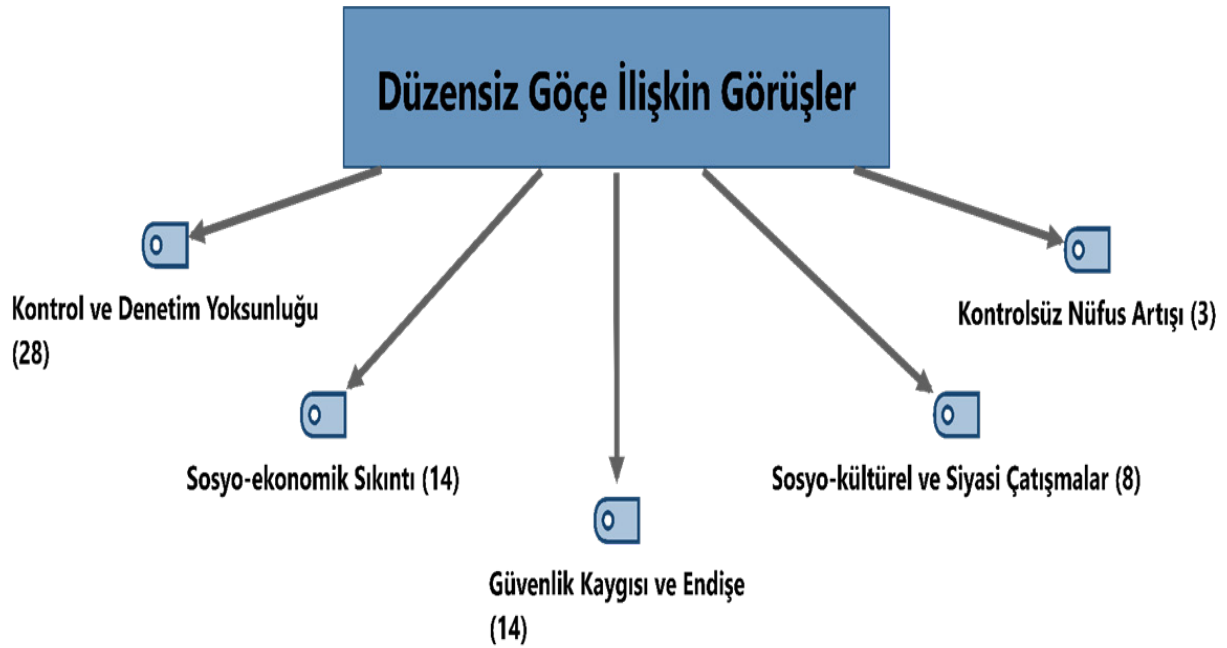 Düzensiz Göçe İlişkin Görüşler
Kontrol ve Denetim Yoksunluğu
(28)
Kontrolsüz Nüfus Artışı (3)
Sosyo-ekonomik Sıkıntı (14)
Sosyo-kültürel ve Siyasi Çatışmalar (8)
Güvenlik Kaygısı ve Endişe
(14)